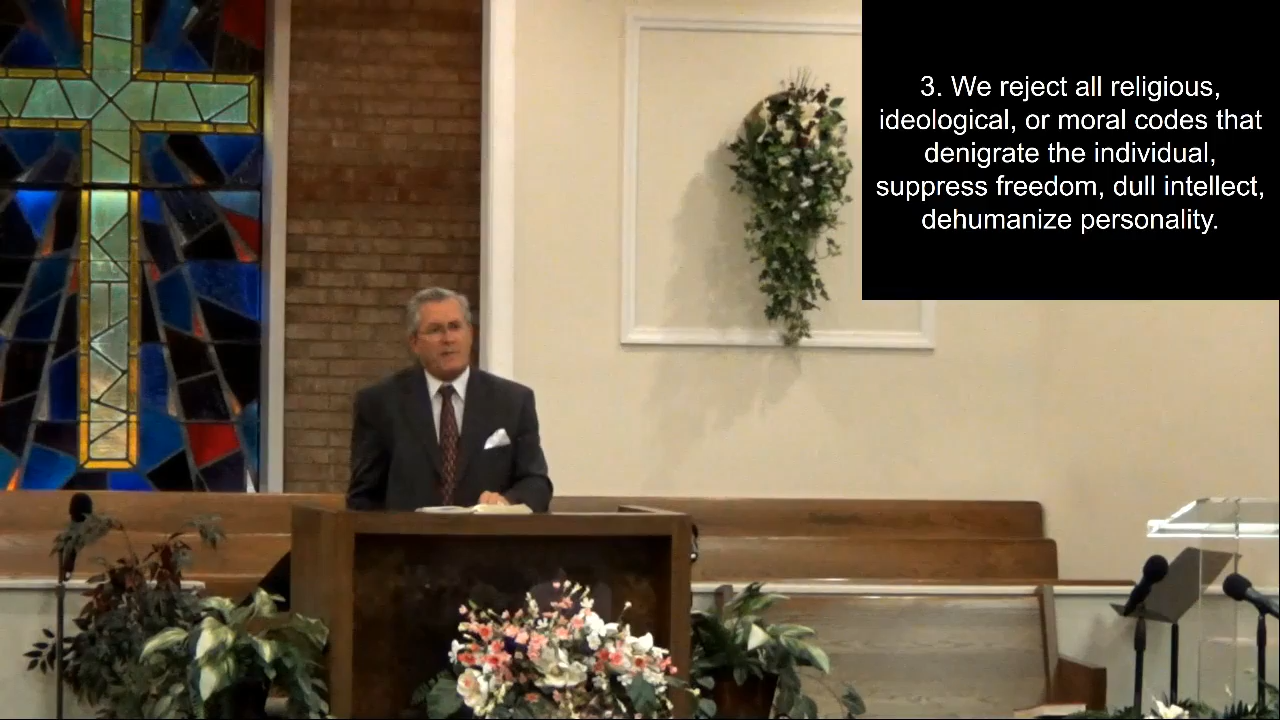 3. We reject all religious,
ideological, or moral codes that
denigrate the individual,
suppress freedom, dull intellect,
dehumanize personality.